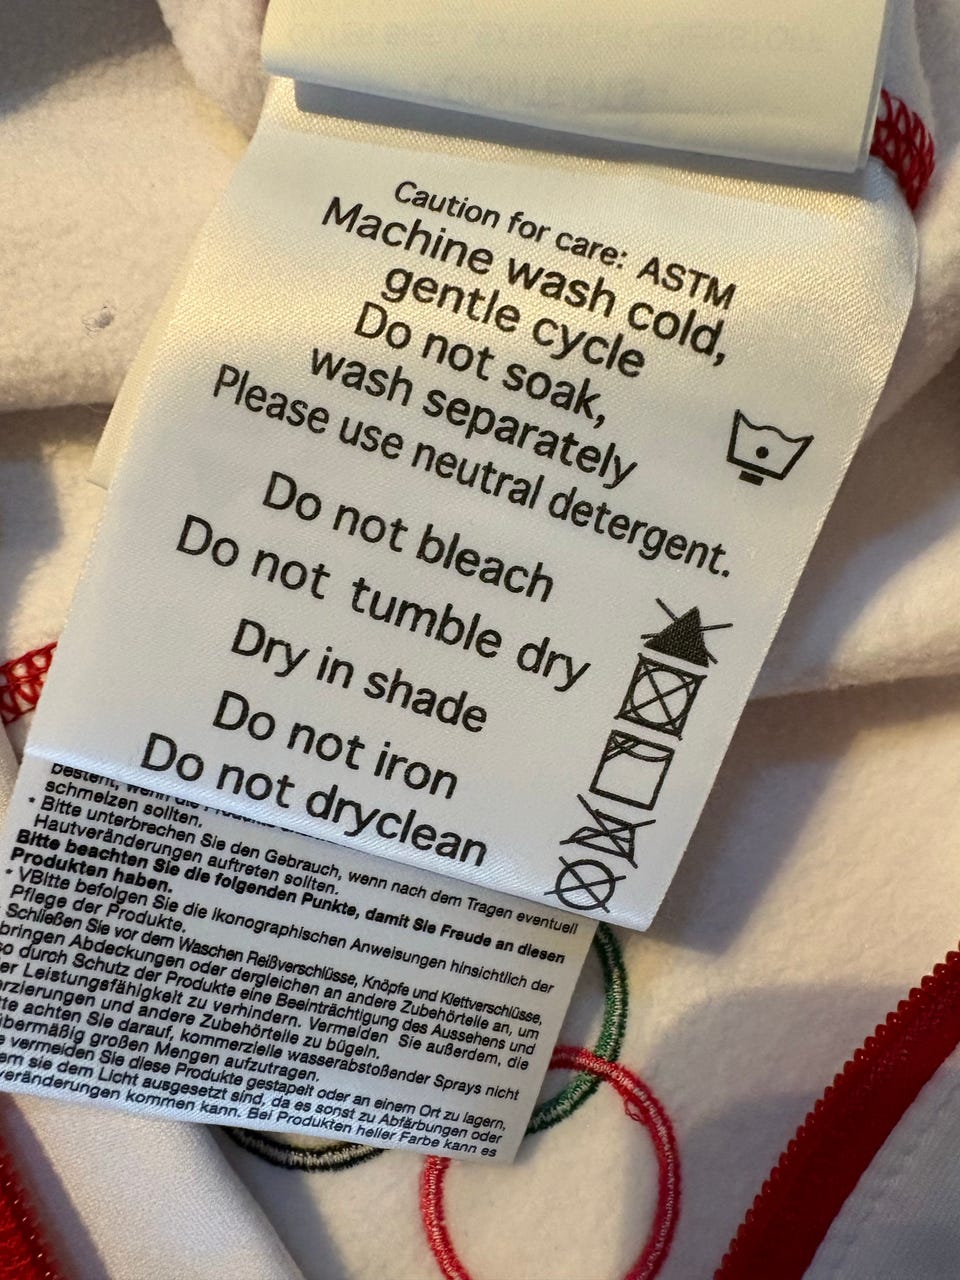 Caution for care: ASTM
Machine wash cold,
gentle cycle
Do not soak,
wash separately
Please use neutral detergent.
Do not bleach
Do not tumble dry
Dry in shade
Do not iron
Do not dryclean
besteht, wenn die
schmelzen sollten.
* Bitte unterbrechen Sie den Gebrauch, wenn nach dem Tragen eventuell
Hautveränderungen auftreten sollten.
Bitte beachten Sie die folgenden Punkte, damit Sie Freude an diesen
Produkten haben.
* VBitte befolgen Sie die ikonographischen Anweisungen hinsichtlich der
Pflege der Produkte.
Schließen Sie vor dem Waschen Reißverschlüsse, Knöpfe und Klettverschlüsse,
bringen Abdeckungen oder dergleichen an andere Zubehörteile an, um
so durch Schutz der Produkte eine Beeinträchtigung des Aussehens und
er Leistungsfähigkeit zu verhindern. Vermeiden Sie außerdem, die
rzierungen und andere Zubehörteile zu bügeln.
tte achten Sie darauf, kommerzielle wasserabstoßender Sprays nicht
übermäßig großen Mengen aufzutragen.
e vermeiden Sie diese Produkte gestapelt oder an einem Ort zu lagern,
em sie dem Licht ausgesetzt sind, da es sonst zu Abfärbungen oder
veränderungen kommen kann. Bei Produkten heller Farbe kann es